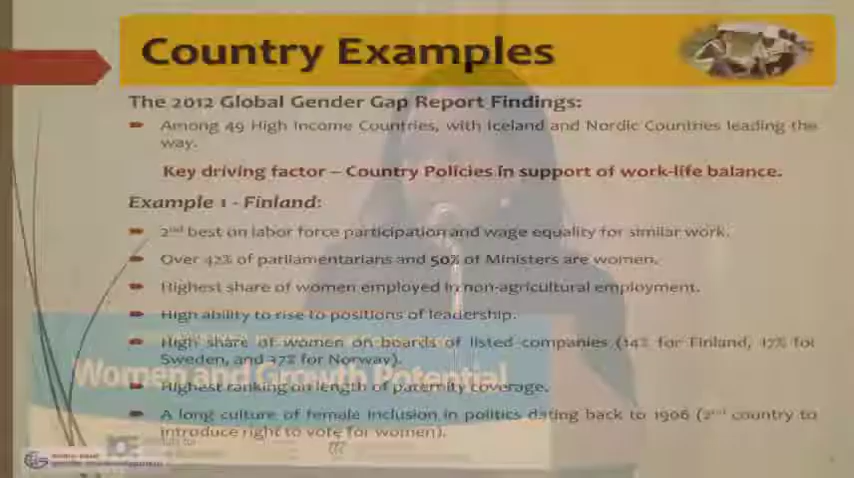 Country Examples
The 2012 Global Gender Gap Report Findings:
Among 49 High Income Countries, with Iceland and Nordic Countries leading the
way.
Key driving factor – Country Policies in support of work-life balance.
Example 1 - Finland:
2nd best on labor force participation and wage equality for similar work.
Over 42% of parliamentarians and 50% of Ministers are women.
Highest share of women employed in non-agricultural employment.
High ability to rise to positions of leadership.
High share of women on boards of listed companies (14% for Finland, 17% for
Sweden, and 37% for Norway).
Women and Growth Potential
Highest ranking on length of paternity coverage.
A long culture of female inclusion in politics dating back to 1906 (2nd country to
introduce right to vote for women).